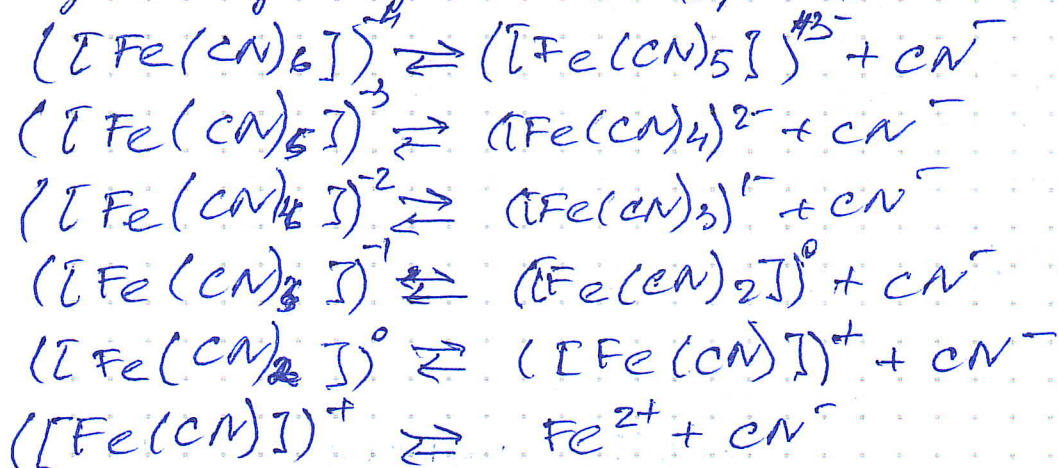 ([Fe(CN)6])⁻⁴ ⇄ ([Fe(CN)5])³⁻ + CN⁻
([Fe(CN)5])⁻³ ⇄ ([Fe(CN)4)²⁻ + CN⁻
([Fe(CN)4])⁻² ⇄ ([Fe(CN)3)¹⁻ + CN⁻
([Fe(CN)3])⁻¹ ⇄ ([Fe(CN)2])⁰ + CN⁻
([Fe(CN)2])⁰ ⇄ ([Fe(CN)])⁺ + CN⁻
([Fe(CN)])⁺ ⇄ Fe²⁺ + CN⁻